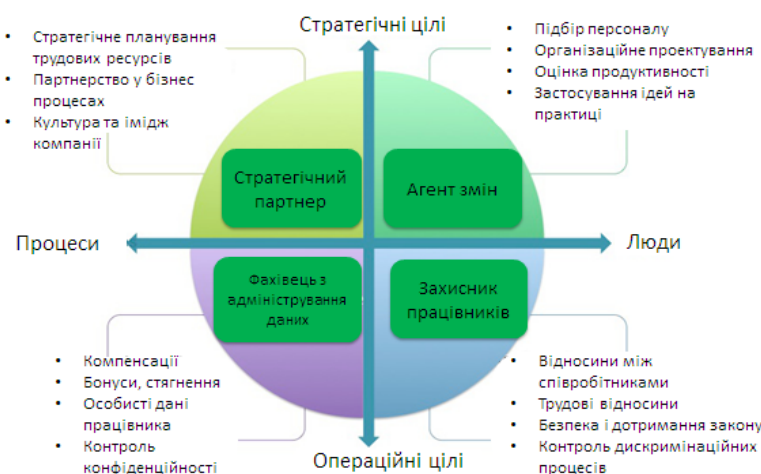 Стратегічні цілі
• Стратегічне планування
трудових ресурсів
• Партнерство у бізнес
процесах
• Культура та імідж
компанії
• Підбір персоналу
• Організаційне проектування
• Оцінка продуктивності
• Застосування ідей на
практиці
Стратегічний
партнер
Агент змін
Процеси
Люди
Фахівець з
адміністрування
даних
Захисник
працівників
• Компенсації
• Бонуси, стягнення
• Особисті дані
працівника
• Контроль
конфіденційності
• Відносини між
співробітниками
• Трудові відносини
• Безпека і дотримання закону
• Контроль дискримінаційних
процесів
Операційні цілі